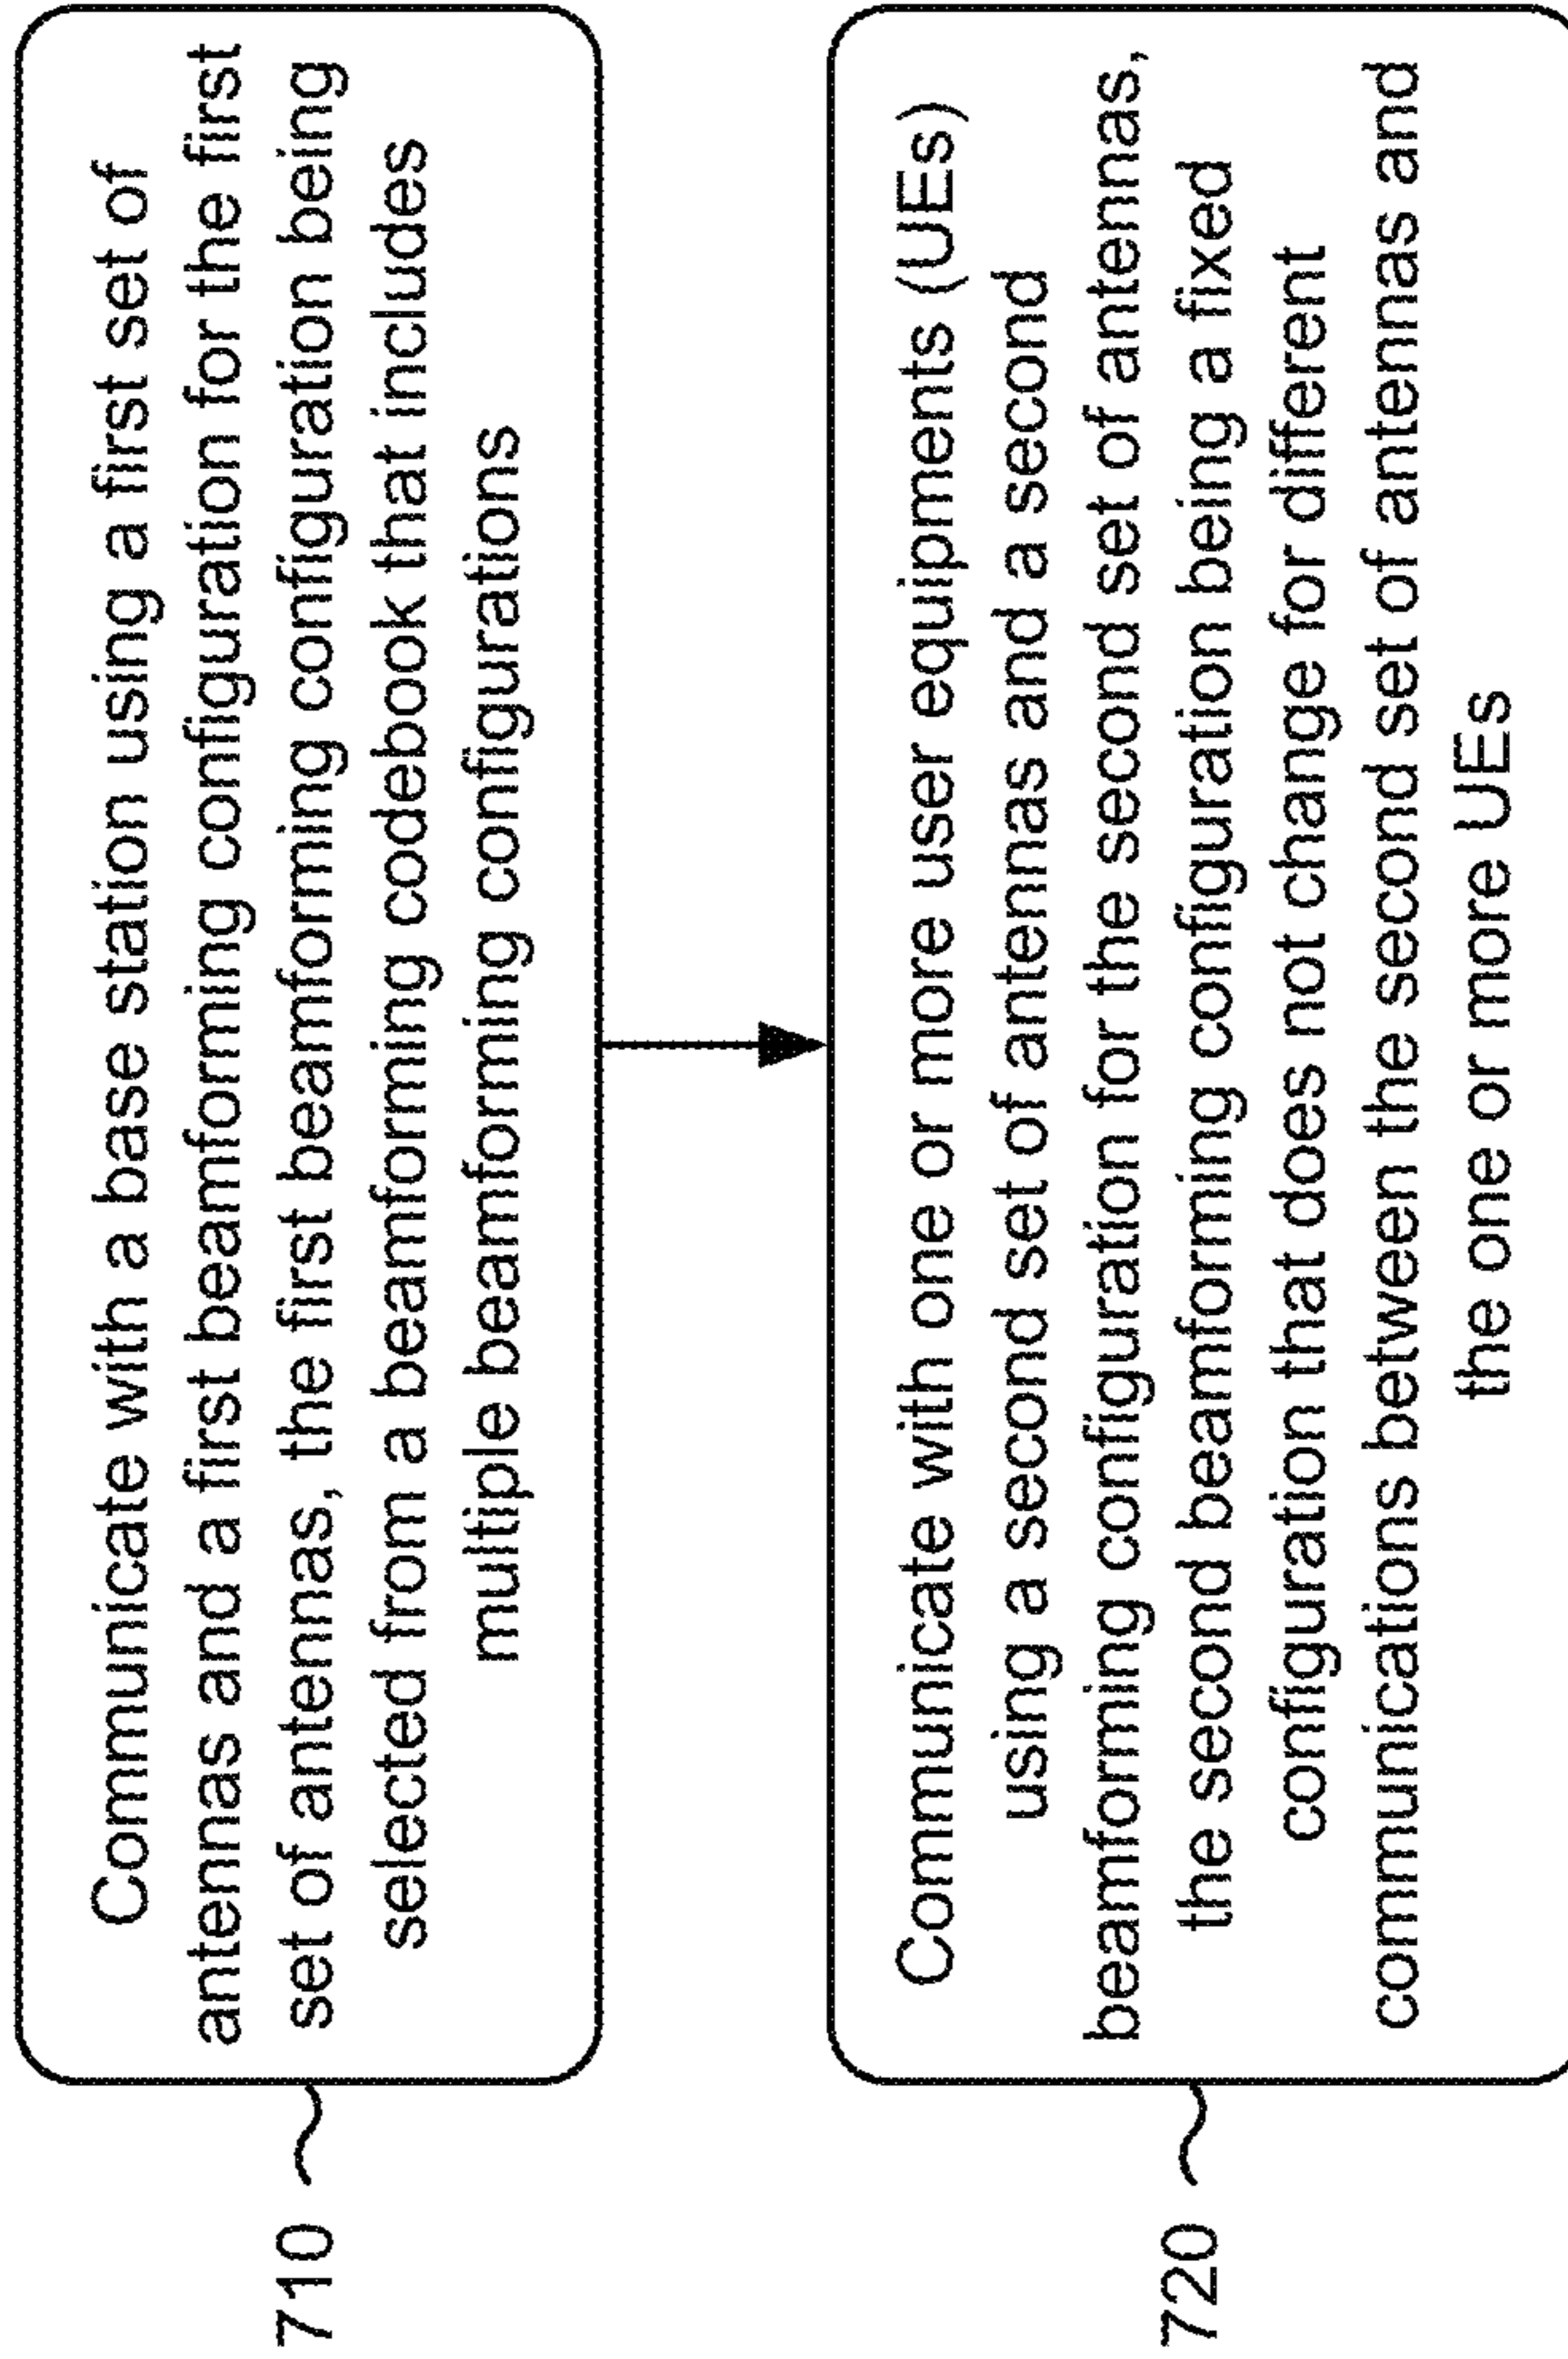 710
Communicate with a base station using a first set of
antennas and a first beamforming configuration for the first
set of antennas, the first beamforming configuration being
selected from a beamforming codebook that includes
multiple beamforming configurations
720
Communicate with one or more user equipments (UEs)
using a second set of antennas and a second
beamforming configuration for the second set of antennas,
the second beamforming configuration being a fixed
configuration that does not change for different
communications between the second set of antennas and
the one or more UEs